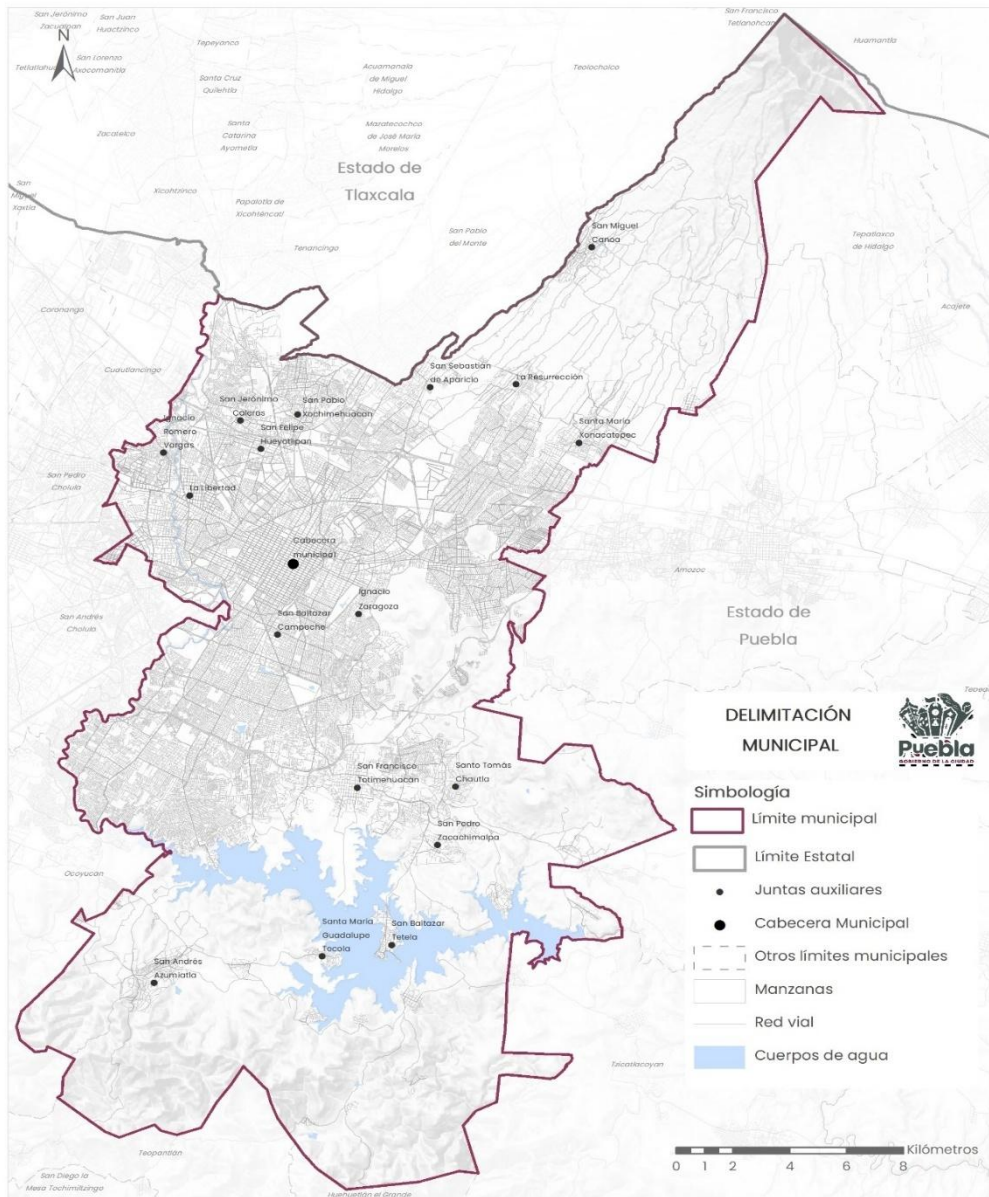 San Jerónimo
Zacualpan
San Juan
Huactzinco
San Francisco
Tetlanohcan
N
Tepeyanco
Huamantla
San Lorenzo
Axocomanitla
Acuamanala
de Miguel
Hidalgo
Teolocholco
Santa Cruz
Quilehtla
Zacatelco
Santa
Catarina
Ayometla
Mazatecochco
de José María
Morelos
Estado de
Tlaxcala
San
Xicohtzinco
Papalotla de
Xicohténcatl
San Pablo
del Monte
Tenancingo
San Miguel
Canoa
Tepatlaxco
de Hidalgo
Coronango
Acajete
Cuautlancingo
San Sebastián
de Aparicio
La Resurrección
San Jerónimo
Caleras
San Pablo
Xochimehuacan
Ignacio
Romero
Vargas
San Felipe
Hueyotlipan
Santa María
Xonacatepec
San Pedro
Cholula
La Libertad
Cabecera
municipal
Amozoc
Ignacio
Zaragoza
San Andrés
Cholula
San Baltazar
Campeche
Estado de
Puebla
DELIMITACIÓN
MUNICIPAL
Puebla
GOBIERNO DE LA CIUDAD
San Francisco
Totimehuacán
Santo Tomás
Chautla
San Pedro
Zacachimalpa
Simbología
Límite municipal
Límite Estatal
Juntas auxiliares
Cabecera Municipal
Otros límites municipales
Manzanas
Red vial
Cuerpos de agua
Ocoyucan
Santa María
Guadalupe
Tecola
San Baltazar
Tetela
San Andrés
Azumiatla
Tzicatlacoyan
Teopantlán
San Diego la
Mesa Tochimiltzingo
Huehuetlán el Grande
0 1 2 4 6 8
Kilómetros